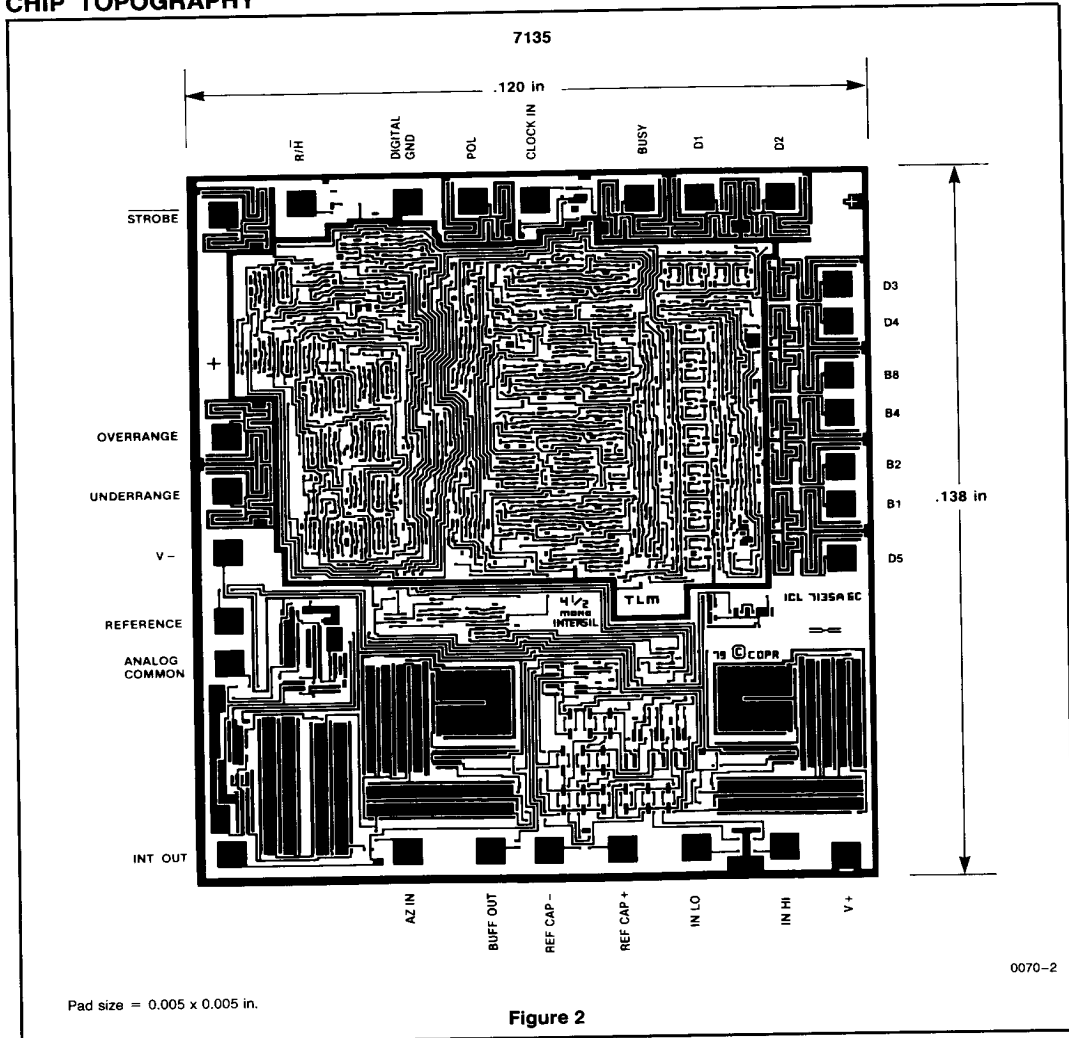 CHIP TOPOGRAPHY
7135
.120 in
R/H̅
DIGITAL
GND
POL
CLOCK IN
BUSY
D1
D2
S̅T̅R̅O̅B̅E̅
D3
D4
B8
B4
OVERRANGE
B2
UNDERRANGE
B1
.138 in
V-
D5
4 1/2
mono
INTERSIL
TLM
ICL 7135A 6C
REFERENCE
79 © COPR
ANALOG
COMMON
INT OUT
AZ IN
BUFF OUT
REF CAP -
REF CAP +
IN LO
IN HI
V +
0070-2
Pad size = 0.005 x 0.005 in.
Figure 2